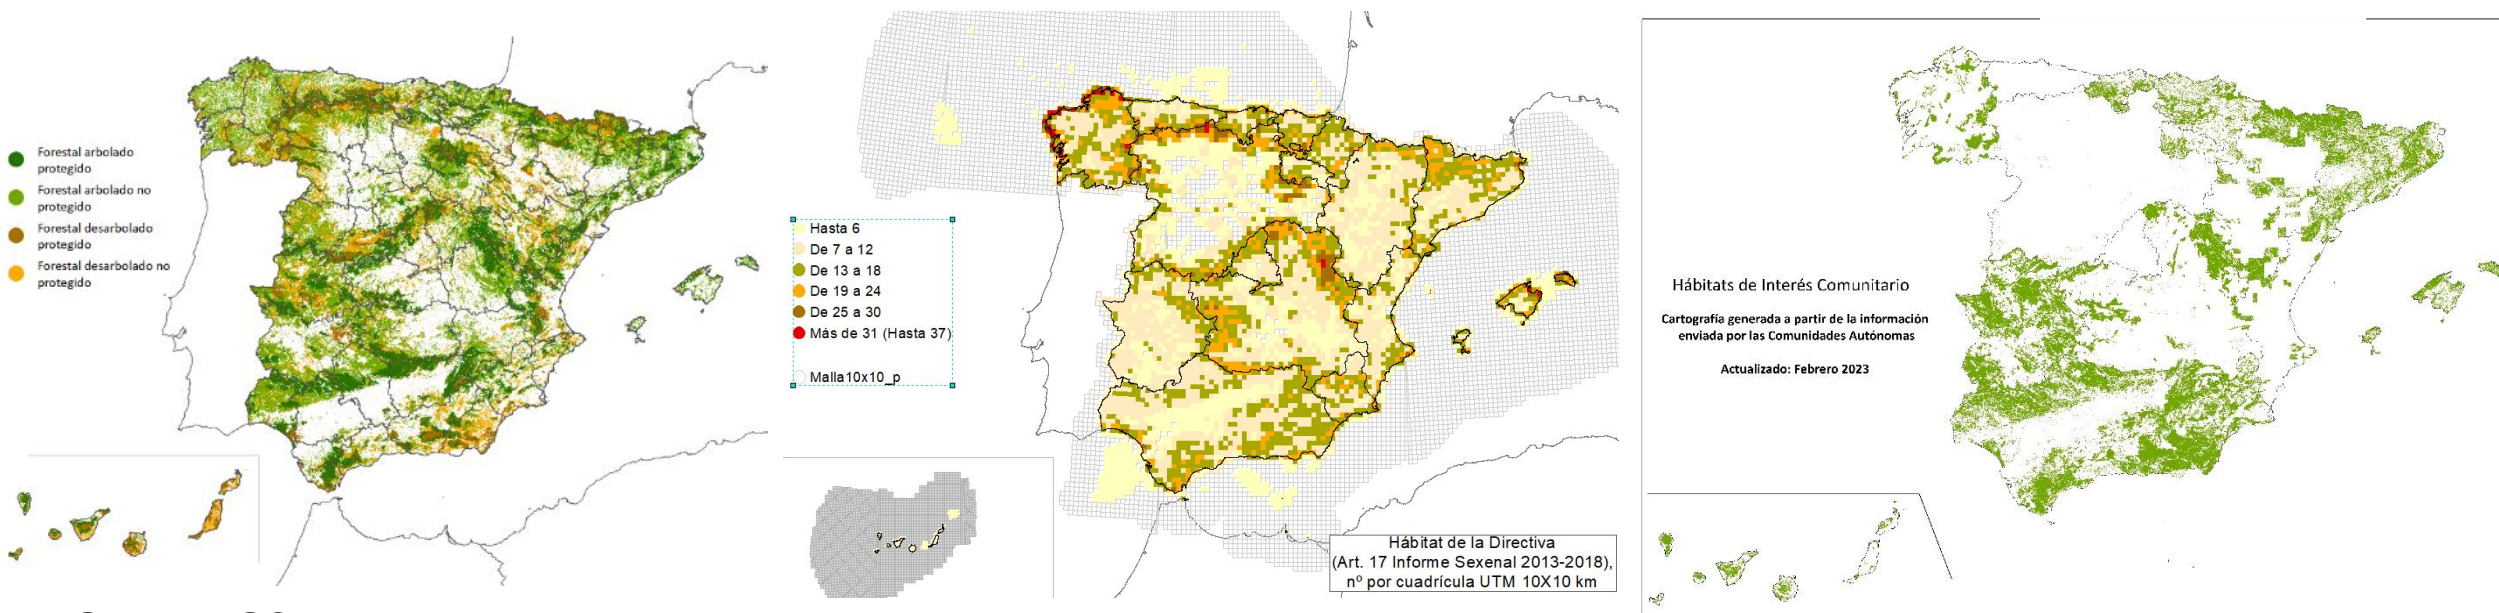 Forestal arbolado
protegido
Forestal arbolado no
protegido
Forestal desarbolado
protegido
Forestal desarbolado no
protegido
Hasta 6
De 7 a 12
De 13 a 18
De 19 a 24
De 25 a 30
Más de 31 (Hasta 37)
Malla10x10_p
Hábitat de la Directiva
(Art. 17 Informe Sexenal 2013-2018),
nº por cuadrícula UTM 10X10 km
Hábitats de Interés Comunitario
Cartografía generada a partir de la información
enviada por las Comunidades Autónomas
Actualizado: Febrero 2023